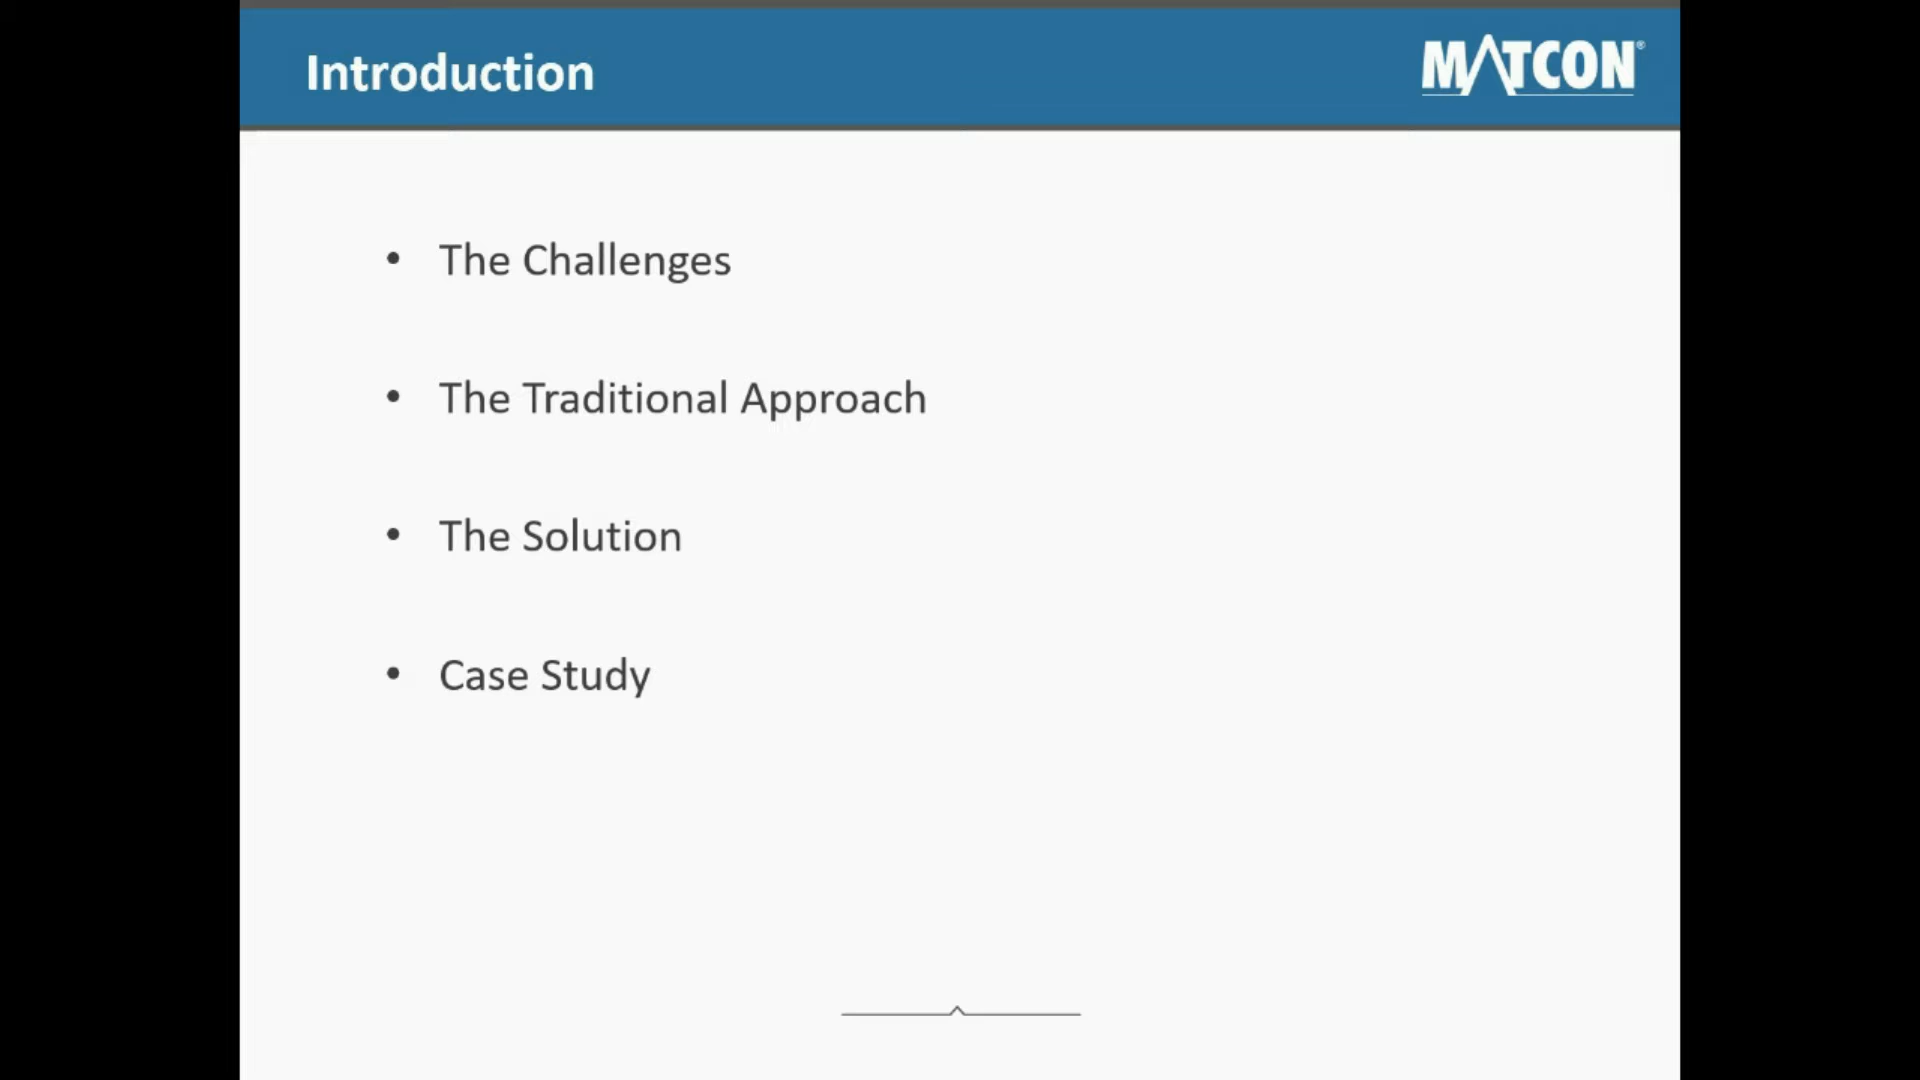 Introduction
MATCON®
• The Challenges
• The Traditional Approach
• The Solution
• Case Study